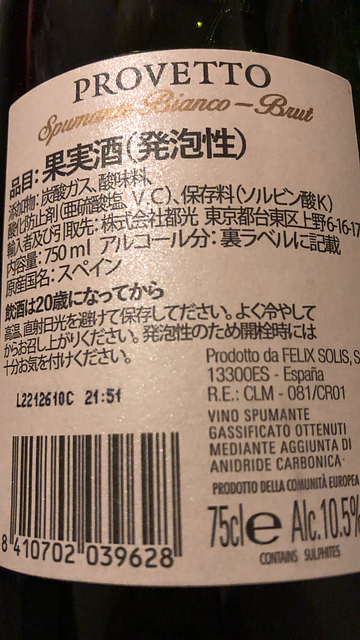 PROVETTO
Spumante Bianco - Brut
品目:果実酒(発泡性)
添加物:炭酸ガス、酸味料、
酸化防止剤(亜硫酸塩、V.C)、保存料(ソルビン酸K)
輸入者及び引取先:株式会社都光 東京都台東区上野6-16-17
内容量:750ml アルコール分:裏ラベルに記載
原産国名:スペイン
飲酒は20歳になってから
高温、直射日光を避けて保存してださい。よく冷やして
からお召し上がりください。発泡性のため開栓時には
十分お気を付けください。
L2212610C 21:51
Prodotto da FELIX SOLIS, S.
13300ES - España
R.E.: CLM - 081/CR01
VINO SPUMANTE
GASSIFICATO OTTENUTI
MEDIANTE AGGIUNTA DI
ANIDRIDE CARBONICA.
PRODOTTO DELLA COMUNITÀ EUROPEA
75cl e Alc.10.5%
CONTAINS SULPHITES
8 410702 039628